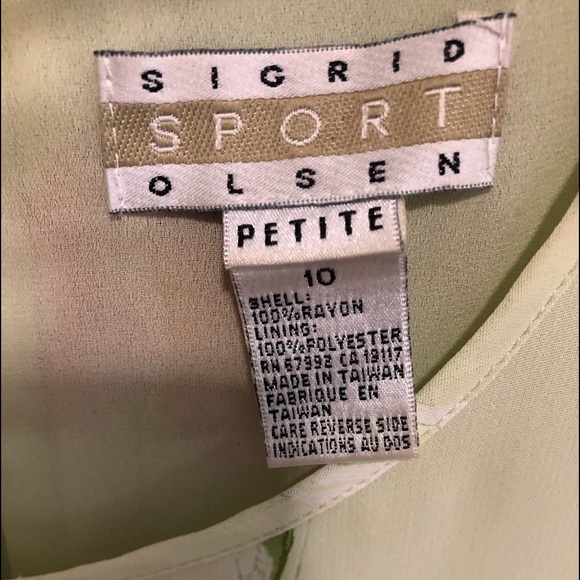 SIGRID
SPORT
OLSEN
PETITE
10
SHELL:
100%RAYON
LINING:
100%POLYESTER
RN 67992 CA 19117
MADE IN TAIWAN
FABRIQUE EN
TAIWAN
CARE REVERSE SIDE
INDICATIONS AU DOS